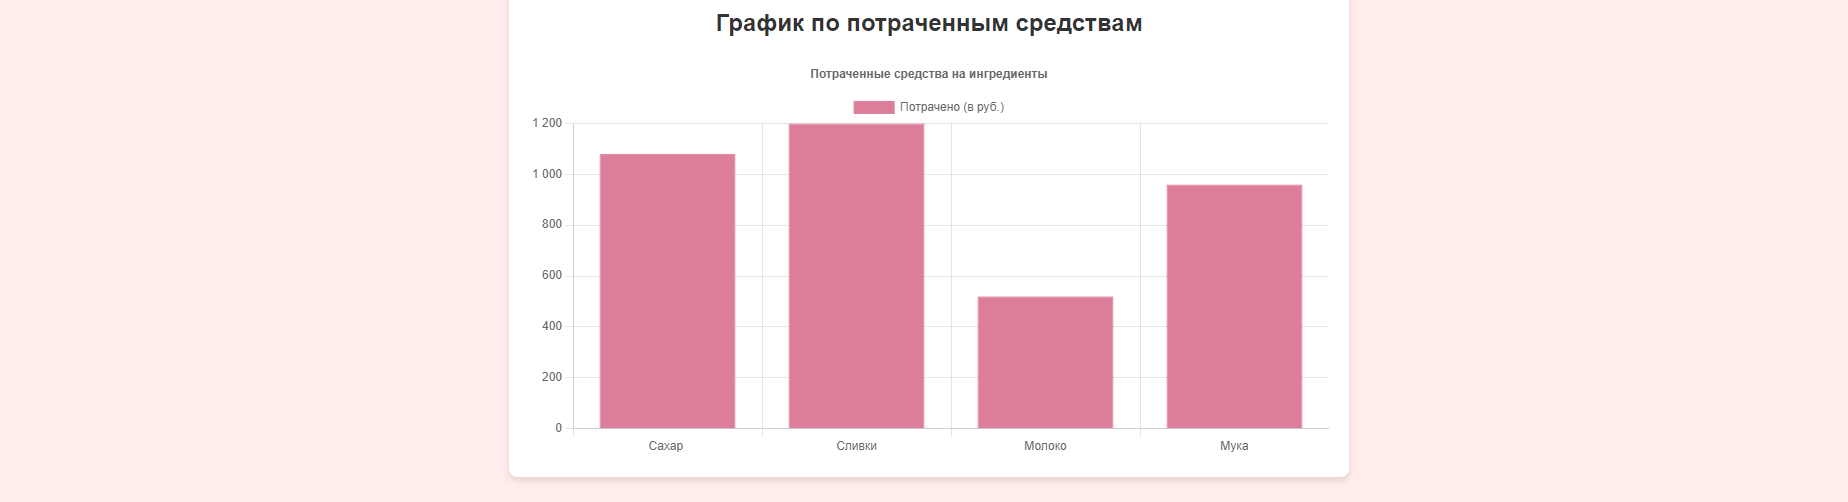 График по потраченным средствам
Потраченные средства на ингредиенты
Потрачено (в руб.)
1 200
1 000
800
600
400
200
0
Сахар Сливки Молоко Мука